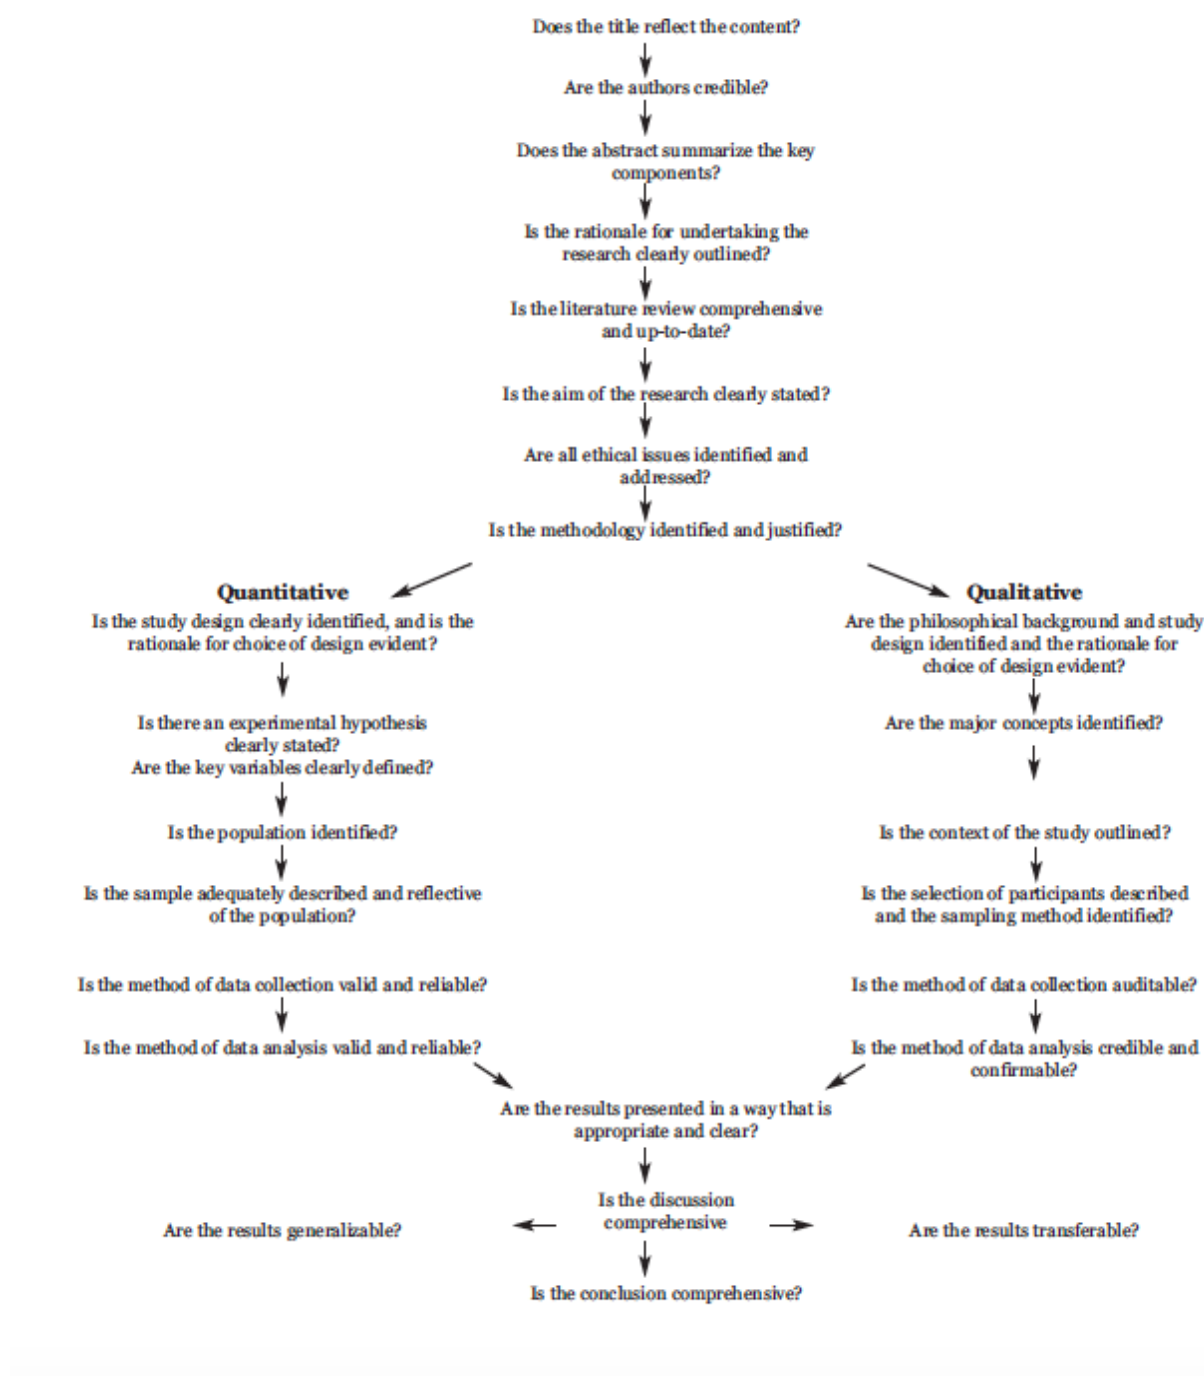 Does the title reflect the content?
Are the authors credible?
Does the abstract summarize the key
components?
Is the rationale for undertaking the
research clearly outlined?
Is the literature review comprehensive
and up-to-date?
Is the aim of the research clearly stated?
Are all ethical issues identified and
addressed?
Is the methodology identified and justified?
Quantitative
Is the study design clearly identified, and is the
rationale for choice of design evident?
Is there an experimental hypothesis
clearly stated?
Are the key variables clearly defined?
Is the population identified?
Is the sample adequately described and reflective
of the population?
Is the method of data collection valid and reliable?
Is the method of data analysis valid and reliable?
Qualitative
Are the philosophical background and study
design identified and the rationale for
choice of design evident?
Are the major concepts identified?
Is the context of the study outlined?
Is the selection of participants described
and the sampling method identified?
Is the method of data collection auditable?
Is the method of data analysis credible and
confirmable?
Are the results presented in a way that is
appropriate and clear?
Is the discussion
comprehensive
Are the results generalizable?
Are the results transferable?
Is the conclusion comprehensive?